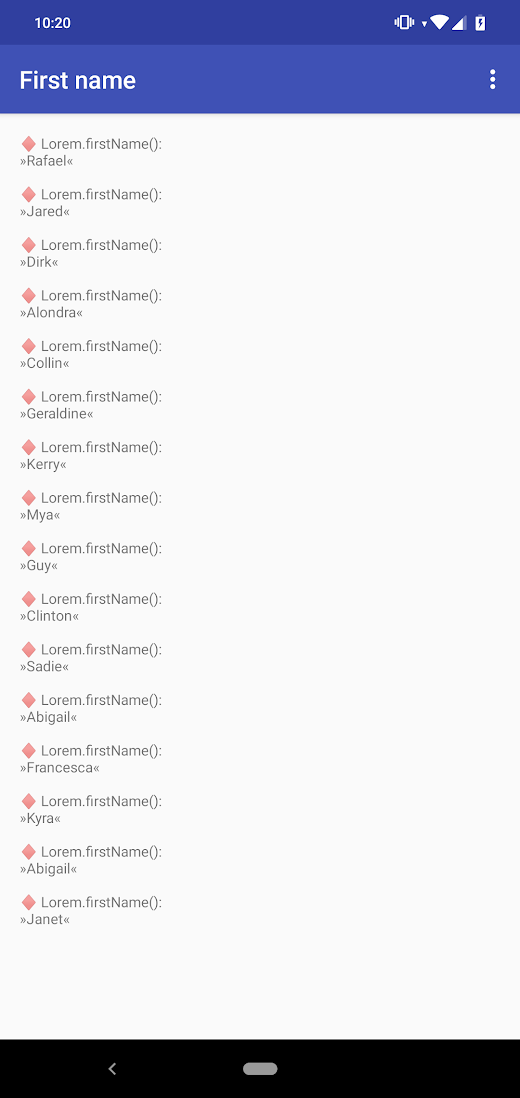 10:20
First name
♦ Lorem.firstName():
»Rafael«
♦ Lorem.firstName():
»Jared«
♦ Lorem.firstName():
»Dirk«
♦ Lorem.firstName():
»Alondra«
♦ Lorem.firstName():
»Collin«
♦ Lorem.firstName():
»Geraldine«
♦ Lorem.firstName():
»Kerry«
♦ Lorem.firstName():
»Mya«
♦ Lorem.firstName():
»Guy«
♦ Lorem.firstName():
»Clinton«
♦ Lorem.firstName():
»Sadie«
♦ Lorem.firstName():
»Abigail«
♦ Lorem.firstName():
»Francesca«
♦ Lorem.firstName():
»Kyra«
♦ Lorem.firstName():
»Abigail«
♦ Lorem.firstName():
»Janet«